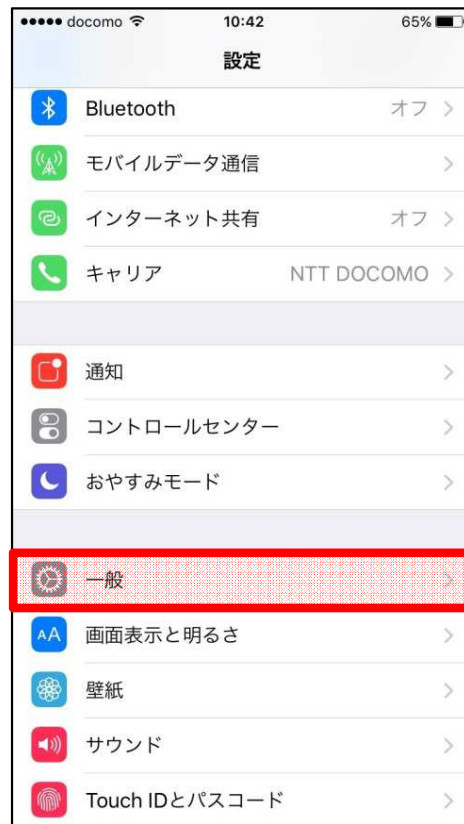 docomo 10:42 65%
設定
Bluetooth オフ
モバイルデータ通信
インターネット共有 オフ
キャリア NTT DOCOMO
通知
コントロールセンター
おやすみモード
一般
AA 画面表示と明るさ
壁紙
サウンド
Touch IDとパスコード